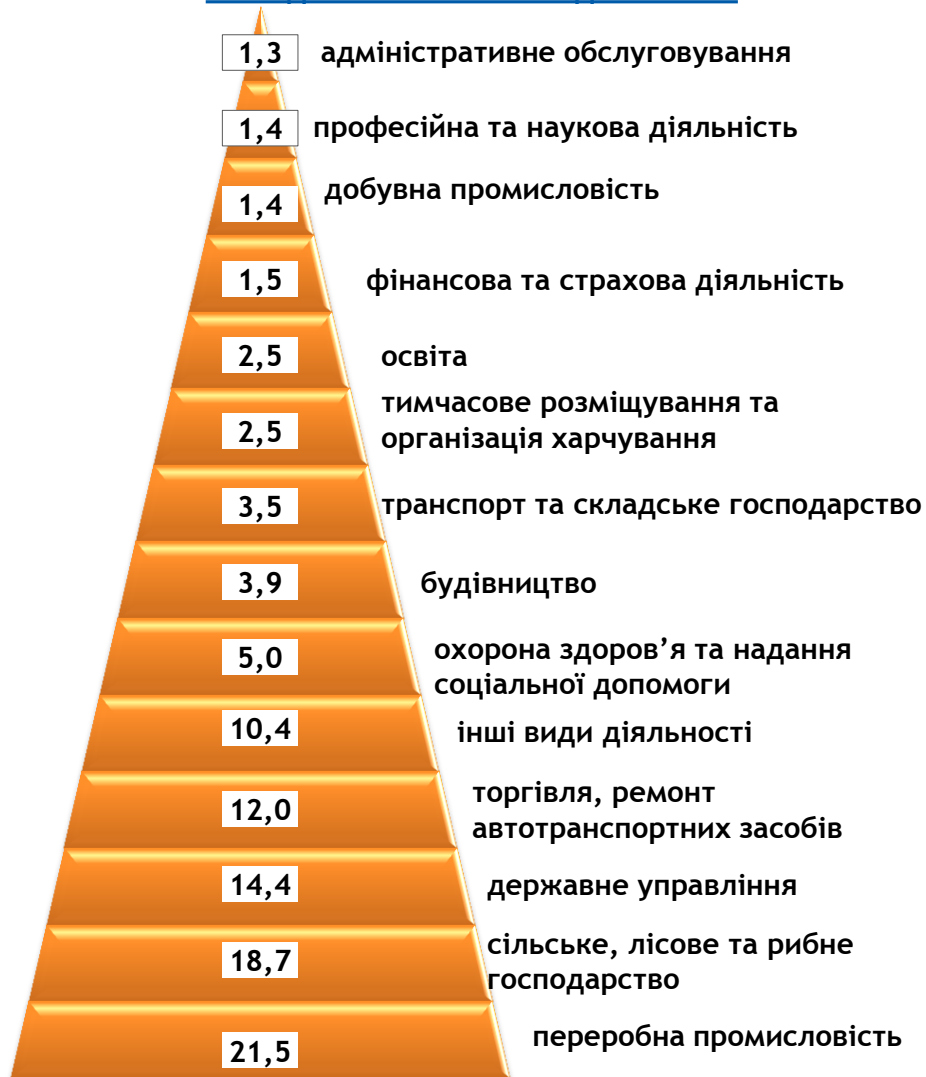 1,3 адміністративне обслуговування
1,4 професійна та наукова діяльність
1,4 добувна промисловість
1,5 фінансова та страхова діяльність
2,5 освіта
2,5 тимчасове розміщування та
організація харчування
3,5 транспорт та складське господарство
3,9 будівництво
5,0 охорона здоров’я та надання
соціальної допомоги
10,4 інші види діяльності
12,0 торгівля, ремонт
автотранспортних засобів
14,4 державне управління
18,7 сільське, лісове та рибне
господарство
21,5 переробна промисловість